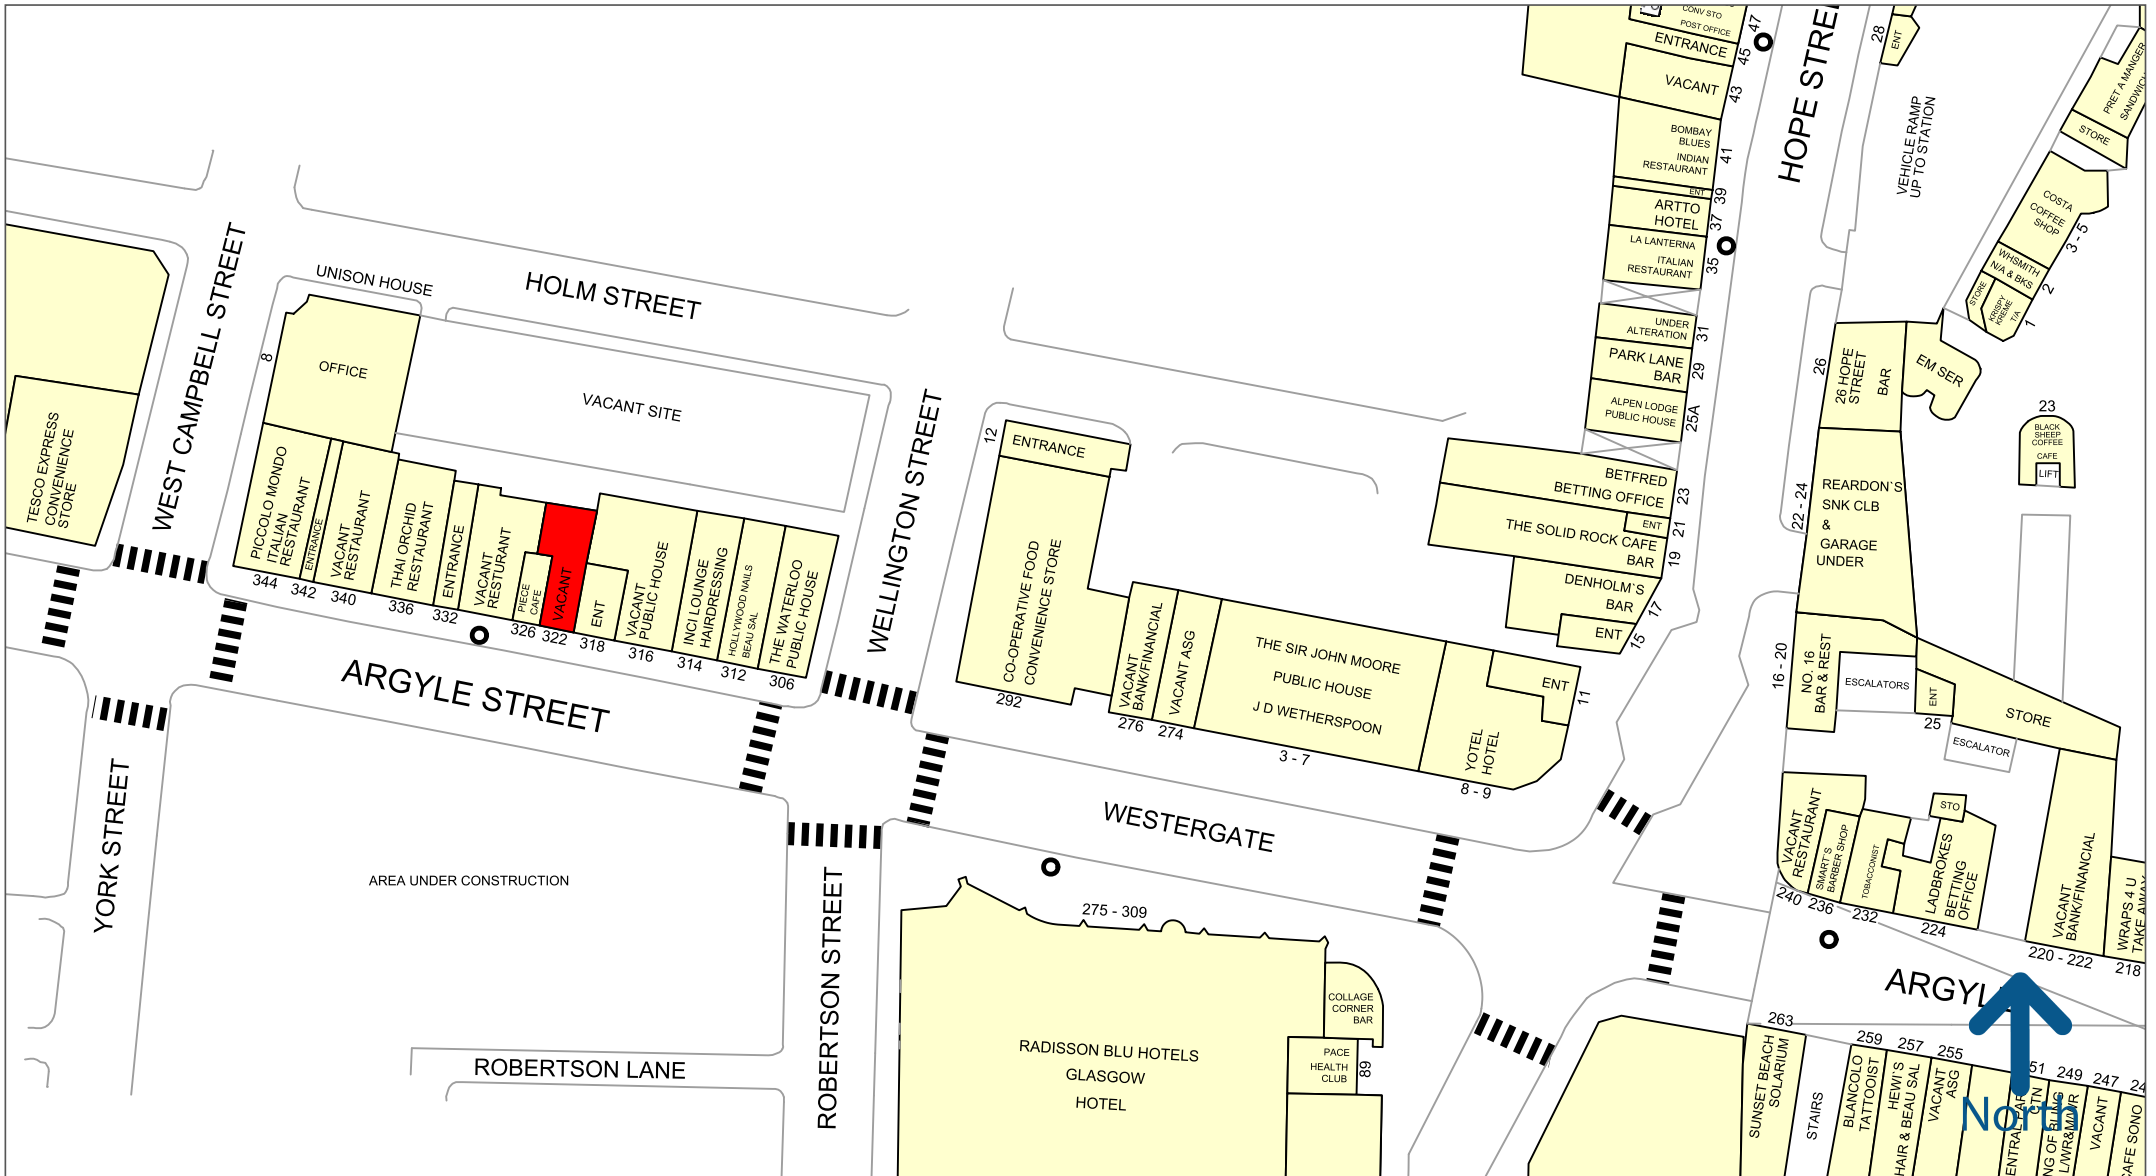 CONV STO
POST OFFICE
47
ENTRANCE
45
VACANT
43
BOMBAY
BLUES
INDIAN
RESTAURANT
41
ENT
39
ARTTO
HOTEL
37
LA LANTERNA
ITALIAN
RESTAURANT
35
UNDER
ALTERATION
31
PARK LANE
BAR
29
ALPEN LODGE
PUBLIC HOUSE
25A
BETFRED
BETTING OFFICE
23
ENT
21
THE SOLID ROCK CAFE
BAR
19
DENHOLM`S
BAR
17
ENT
15
28
ENT
VEHICLE RAMP
UP TO STATION
PRET A MANGER
STORE
COSTA
COFFEE
SHOP
3 - 5
WHSMITH
N/A & BKS
2
STORE
KRISPY
KREME
T/A
1
26 HOPE
STREET
BAR
26
EM SER
23
BLACK
SHEEP
COFFEE
CAFE
LIFT
REARDON`S
SNK CLB
&
GARAGE
UNDER
22 - 24
NO. 16
BAR & REST
16 - 20
ESCALATORS
ENT
25
STORE
ESCALATOR
UNISON HOUSE
HOLM STREET
WEST CAMPBELL STREET
8
OFFICE
VACANT SITE
WELLINGTON STREET
TESCO EXPRESS
CONVENIENCE
STORE
PICCOLO MONDO
ITALIAN
RESTAURANT
344
ENTRANCE
342
VACANT
RESTAURANT
340
THAI ORCHID
RESTAURANT
336
ENTRANCE
332
VACANT
RESTURANT
PIECE
CAFE
326
VACANT
322
ENT
318
VACANT
PUBLIC HOUSE
316
INCI LOUNGE
HAIRDRESSING
314
HOLLYWOOD NAILS
BEAU SAL
312
THE WATERLOO
PUBLIC HOUSE
306
12
ENTRANCE
CO-OPERATIVE FOOD
CONVENIENCE STORE
292
VACANT
BANK/FINANCIAL
276
VACANT ASG
274
THE SIR JOHN MOORE
PUBLIC HOUSE
J D WETHERSPOON
3 - 7
YOTEL
HOTEL
8 - 9
ENT
11
ARGYLE STREET
WESTERGATE
YORK STREET
AREA UNDER CONSTRUCTION
ROBERTSON STREET
ROBERTSON LANE
275 - 309
RADISSON BLU HOTELS
GLASGOW
HOTEL
COLLAGE
CORNER
BAR
PACE
HEALTH
CLUB
89
VACANT
RESTAURANT
240
SMART`S
BARBER SHOP
236
TOBACCONIST
232
STO
LADBROKES
BETTING
OFFICE
224
VACANT
BANK/FINANCIAL
220 - 222
WRAPS 4 U
218
263
SUNSET BEACH
SOLARIUM
STAIRS
259
BLANCOLO
TATTOOIST
257
HEWI`S
HAIR & BEAU SAL
255
VACANT
ASG
249
247
VACANT
North